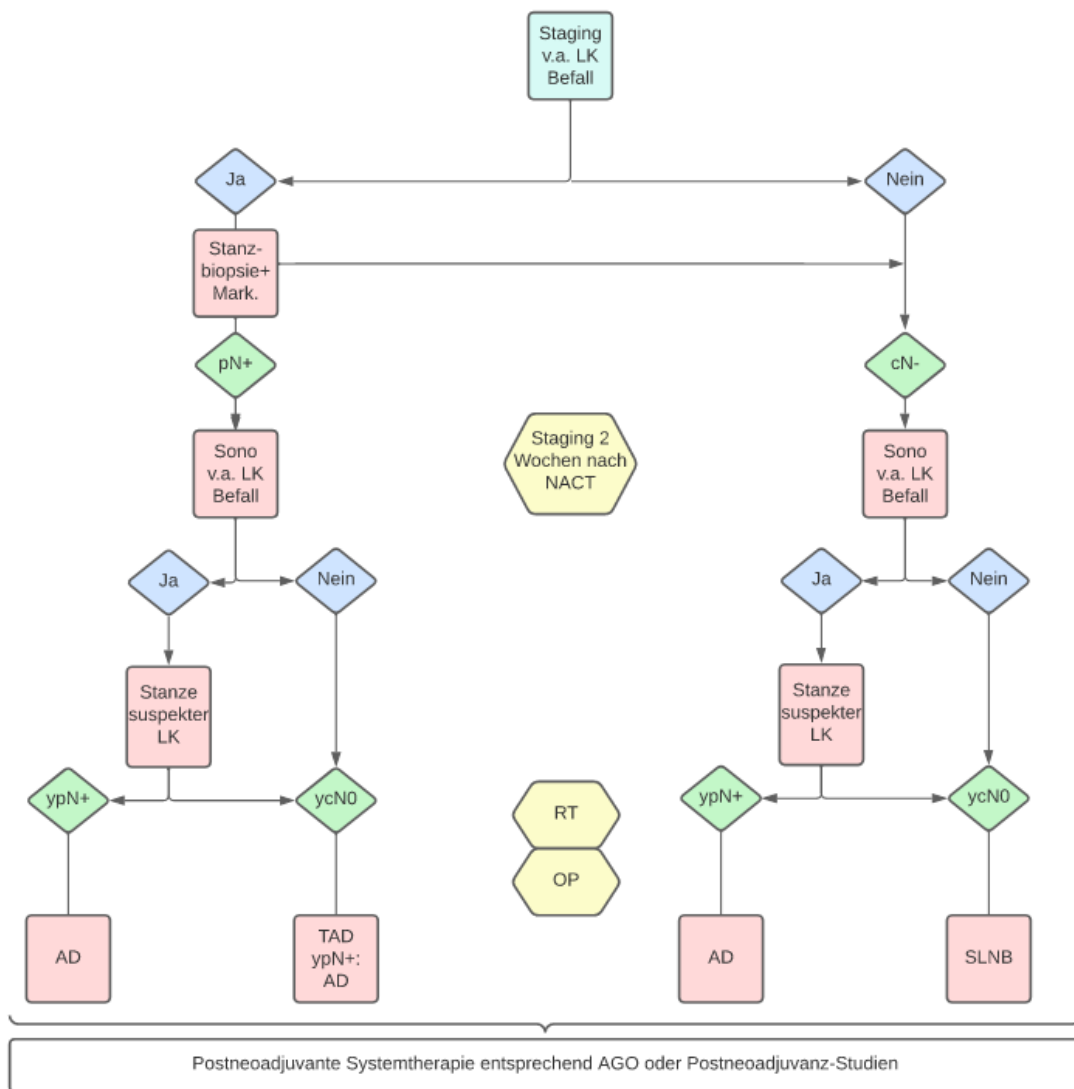 Staging
v.a. LK
Befall
Ja
Nein
Stanz-
biopsie+
Mark.
pN+
cN-
Sono
v.a. LK
Befall
Staging 2
Wochen nach
NACT
Sono
v.a. LK
Befall
Ja
Nein
Ja
Nein
Stanze
suspekter
LK
Stanze
suspekter
LK
ypN+
ycN0
RT
ypN+
ycN0
OP
AD
TAD
ypN+:
AD
AD
SLNB
Postneoadjuvante Systemtherapie entsprechend AGO oder Postneoadjuvanz-Studien